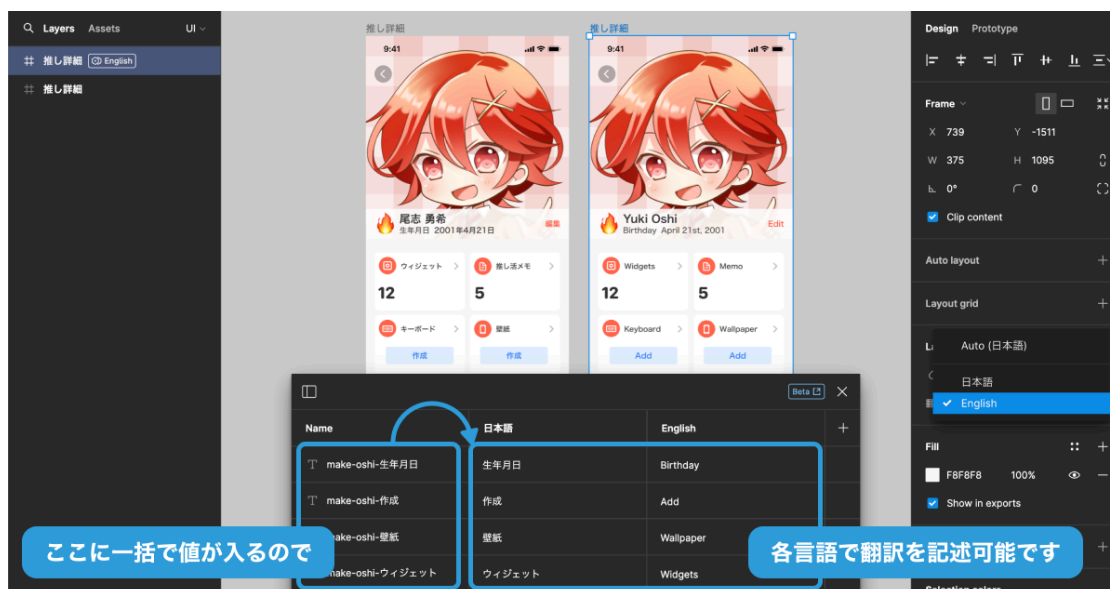 Layers Assets UI
推し詳細 English
推し詳細
推し詳細
9:41
尾志 勇希
生年月日 2001年4月21日
編集
ウィジェット
12
推し活メモ
5
キーボード
作成
壁紙
作成
推し詳細
9:41
Yuki Oshi
Birthday April 21st, 2001
Edit
Widgets
12
Memo
5
Keyboard
Add
Wallpaper
Add
Design Prototype
Frame
X 739 Y -1511
W 375 H 1095
0° 0
Clip content
Auto layout
Layout grid
Auto (日本語)
日本語
English
Fill
F8F8F8 100%
Show in exports
Selection colors
Beta
Name 日本語 English
make-oshi-生年月日 生年月日 Birthday
make-oshi-作成 作成 Add
make-oshi-壁紙 壁紙 Wallpaper
make-oshi-ウィジェット ウィジェット Widgets
ここに一括で値が入るので
各言語で翻訳を記述可能です